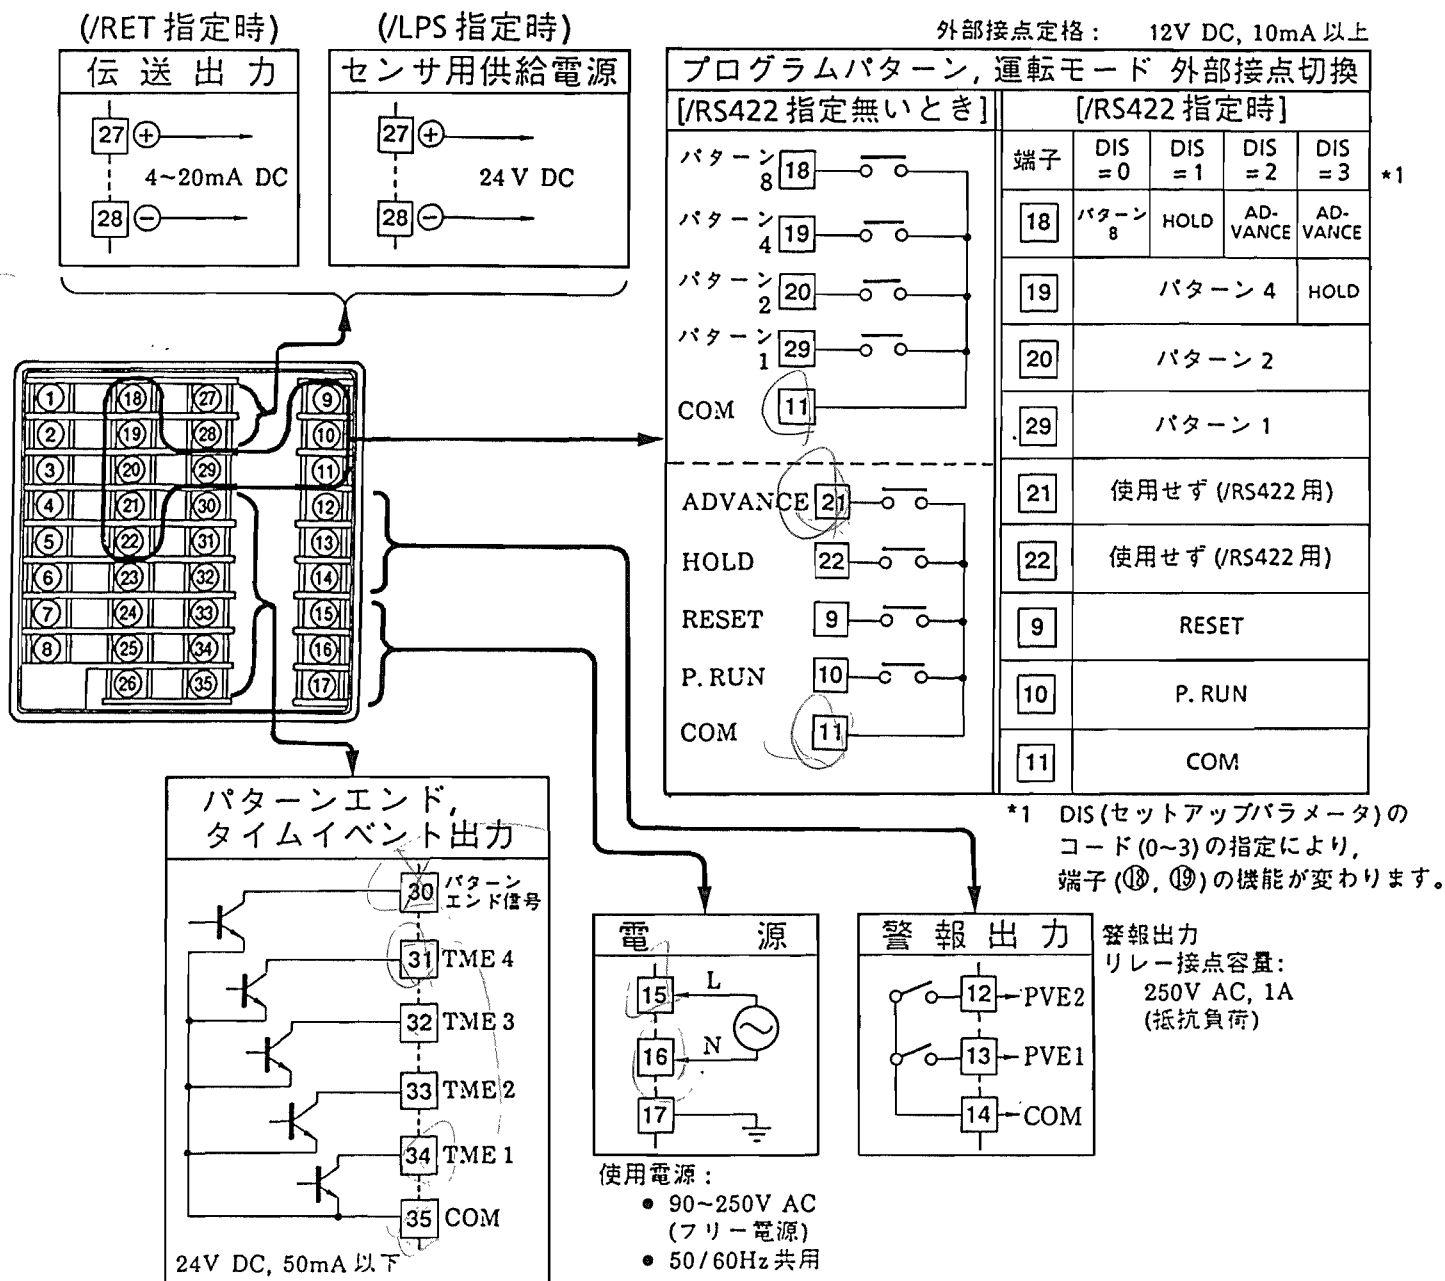 (/RET 指定時)
伝送出力
27 ⊕
4~20mA DC
28 ⊖
(/LPS 指定時)
センサ用供給電源
27 ⊕
24 V DC
28 ⊖
外部接点定格: 12V DC, 10mA 以上
プログラムパターン, 運転モード 外部接点切換
[/RS422 指定無いとき]
パターン
8 18
パターン
4 19
パターン
2 20
パターン
1 29
COM 11
ADVANCE 21
HOLD 22
RESET 9
P. RUN 10
COM 11
[/RS422 指定時]
端子 DIS =0 DIS =1 DIS =2 DIS =3 *1
18 パターン 8 HOLD AD-VANCE AD-VANCE
19 パターン 4 HOLD
20 パターン 2
29 パターン 1
21 使用せず (/RS422 用)
22 使用せず (/RS422 用)
9 RESET
10 P. RUN
11 COM
*1 DIS (セットアップパラメータ) の
コード (0~3) の指定により,
端子 (⑱, ⑲) の機能が変わります。
① ⑱ ㉗ ⑨
② ⑲ ㉘ ⑩
③ ⑳ ㉙ ⑪
④ ㉑ ㉚ ⑫
⑤ ㉒ ㉛ ⑬
⑥ ㉓ ㉜ ⑭
⑦ ㉔ ㉝ ⑮
⑧ ㉕ ㉞ ⑯
㉖ ㉟ ⑰
パターンエンド,
タイムイベント出力
30 パターン
エンド信号
31 TME 4
32 TME 3
33 TME 2
34 TME 1
35 COM
24V DC, 50mA 以下
電源
15 L
16 N
17
使用電源:
● 90~250V AC
(フリー電源)
● 50/60Hz 共用
警報出力
12 PVE2
13 PVE1
14 COM
警報出力
リレー接点容量:
250V AC, 1A
(抵抗負荷)